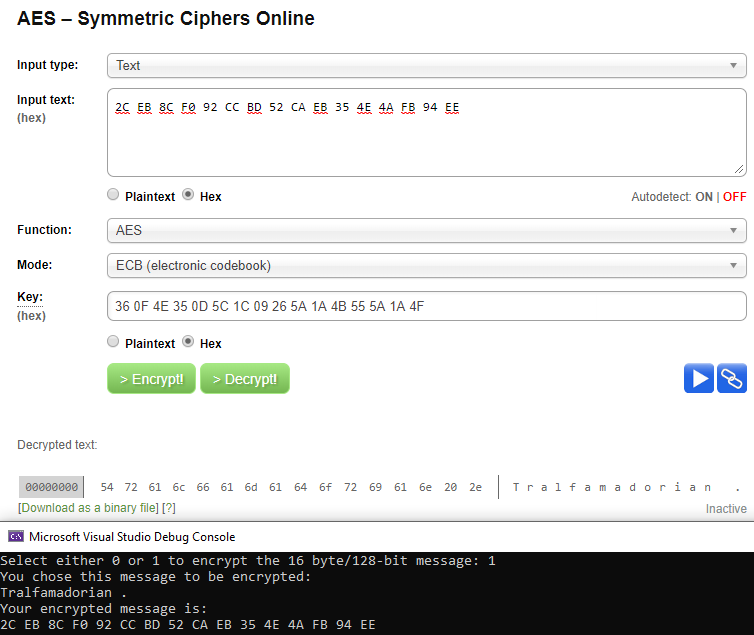 AES – Symmetric Ciphers Online
Input type: Text
Input text: 2C EB 8C F0 92 CC BD 52 CA EB 35 4E 4A FB 94 EE
(hex)
Plaintext Hex Autodetect: ON | OFF
Function: AES
Mode: ECB (electronic codebook)
Key: 36 0F 4E 35 0D 5C 1C 09 26 5A 1A 4B 55 5A 1A 4F
(hex)
Plaintext Hex
> Encrypt! > Decrypt!
Decrypted text:
00000000 54 72 61 6c 66 61 6d 61 64 6f 72 69 61 6e 20 2e T r a l f a m a d o r i a n .
[Download as a binary file] [?] Inactive
C:\ Microsoft Visual Studio Debug Console
Select either 0 or 1 to encrypt the 16 byte/128-bit message: 1
You chose this message to be encrypted:
Tralfamadorian .
Your encrypted message is:
2C EB 8C F0 92 CC BD 52 CA EB 35 4E 4A FB 94 EE